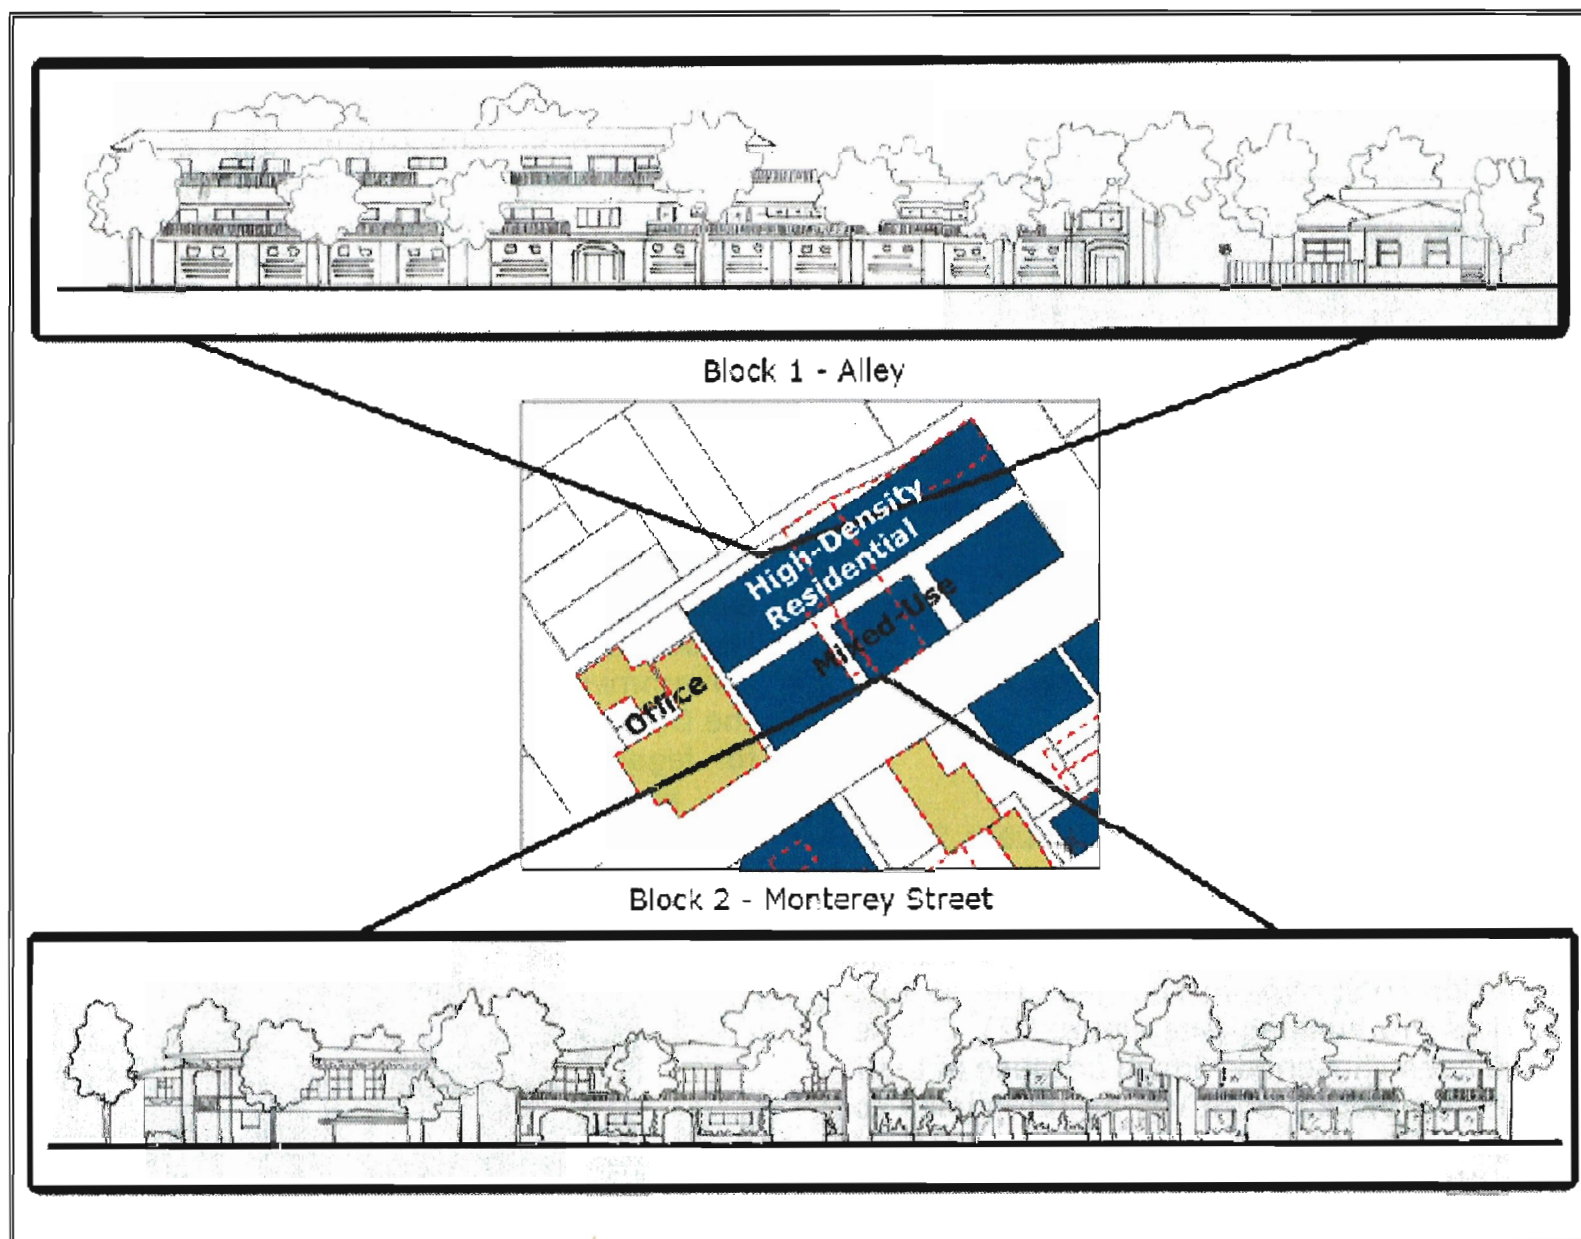 Block 1 - Alley
High-Density
Residential
Mixed-Use
Office
Block 2 - Monterey Street